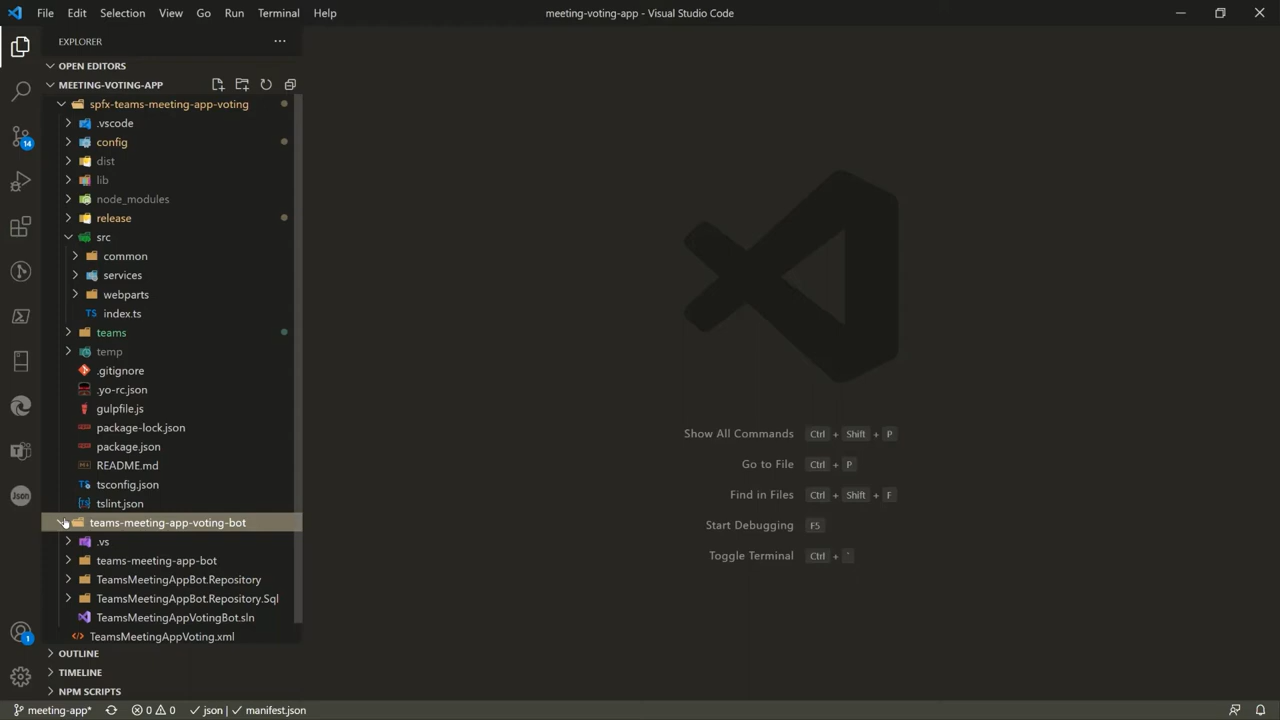 File Edit Selection View Go Run Terminal Help
meeting-voting-app - Visual Studio Code
EXPLORER
OPEN EDITORS
MEETING-VOTING-APP
spfx-teams-meeting-app-voting
.vscode
config
14
dist
lib
node_modules
release
src
common
services
webparts
TS index.ts
teams
temp
.gitignore
.yo-rc.json
gulpfile.js
package-lock.json
package.json
README.md
tsconfig.json
tslint.json
Json
teams-meeting-app-voting-bot
.vs
teams-meeting-app-bot
TeamsMeetingAppBot.Repository
TeamsMeetingAppBot.Repository.Sql
TeamsMeetingAppVotingBot.sln
TeamsMeetingAppVoting.xml
1
OUTLINE
TIMELINE
NPM SCRIPTS
Show All Commands Ctrl + Shift + P
Go to File Ctrl + P
Find in Files Ctrl + Shift + F
Start Debugging F5
Toggle Terminal Ctrl + `
meeting-app* 0 0 json | manifest.json